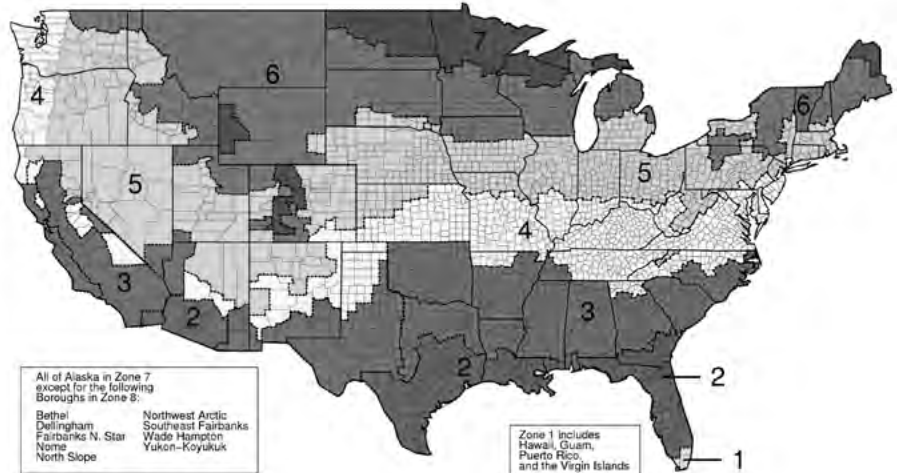 7
6
4
6
5
5
4
3
2
3
2
2
1
All of Alaska in Zone 7
except for the following
Boroughs in Zone 8:
Bethel Northwest Arctic
Dellingham Southeast Fairbanks
Fairbanks N. Star Wade Hampton
Nome Yukon-Koyukuk
North Slope
Zone 1 includes
Hawaii, Guam,
Puerto Rico,
and the Virgin Islands